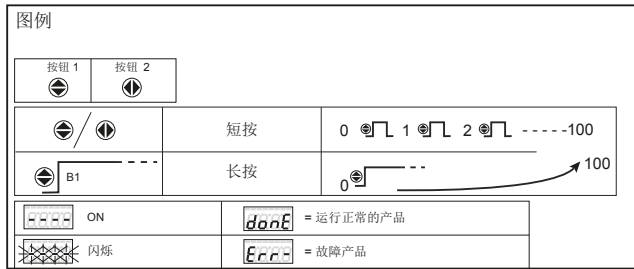 图例
按钮 1 按钮 2
短按 0 1 2 -----100
B1 长按 0 100
---- ON donE = 运行正常的产品
闪烁 Err- = 故障产品